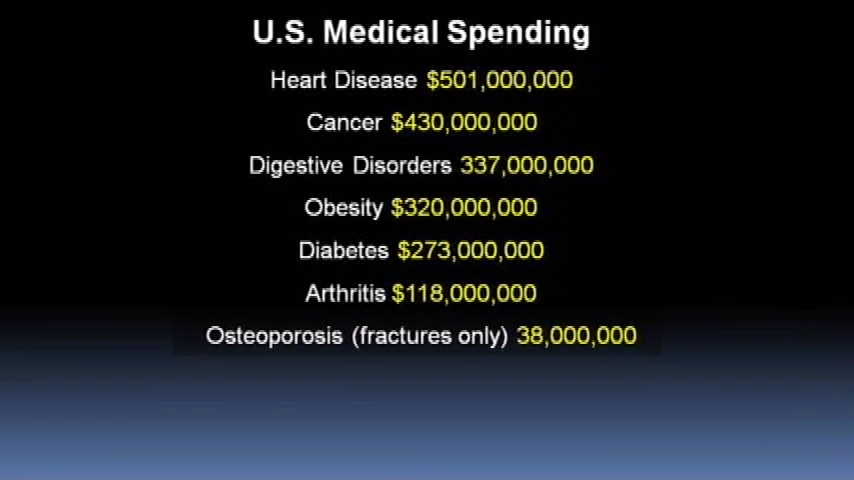 U.S. Medical Spending
Heart Disease $501,000,000
Cancer $430,000,000
Digestive Disorders 337,000,000
Obesity $320,000,000
Diabetes $273,000,000
Arthritis $118,000,000
Osteoporosis (fractures only) 38,000,000